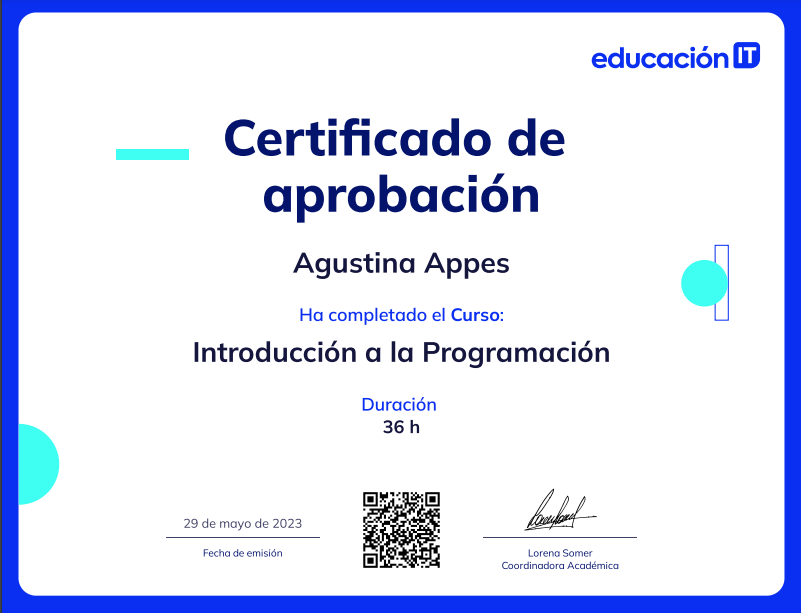 educación IT
Certificado de
aprobación
Agustina Appes
Ha completado el Curso:
Introducción a la Programación
Duración
36 h
29 de mayo de 2023
Fecha de emisión
Lorena Somer
Coordinadora Académica